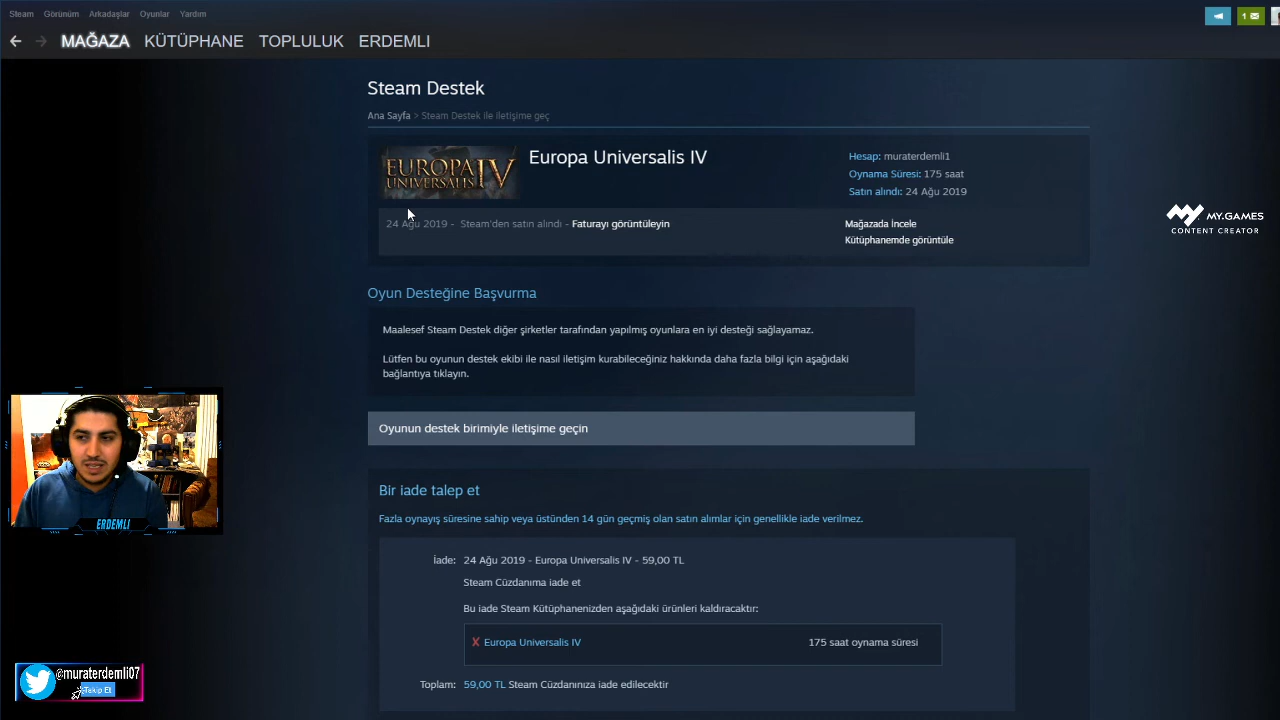 Steam Görünüm Arkadaşlar Oyunlar Yardım
1
MAĞAZA KÜTÜPHANE TOPLULUK ERDEMLI
Steam Destek
Ana Sayfa > Steam Destek ile iletişime geç
EUROPA UNIVERSALIS IV
Europa Universalis IV
Hesap: muraterdemli1
Oynama Süresi: 175 saat
Satın alındı: 24 Ağu 2019
24 Ağu 2019 - Steam'den satın alındı - Faturayı görüntüleyin
Mağazada İncele
Kütüphanemde görüntüle
MY.GAMES
CONTENT CREATOR
Oyun Desteğine Başvurma
Maalesef Steam Destek diğer şirketler tarafından yapılmış oyunlara en iyi desteği sağlayamaz.
Lütfen bu oyunun destek ekibi ile nasıl iletişim kurabileceğiniz hakkında daha fazla bilgi için aşağıdaki
bağlantıya tıklayın.
Oyunun destek birimiyle iletişime geçin
Bir iade talep et
Fazla oynayış süresine sahip veya üstünden 14 gün geçmiş olan satın alımlar için genellikle iade verilmez.
İade: 24 Ağu 2019 - Europa Universalis IV - 59,00 TL
Steam Cüzdanıma iade et
Bu iade Steam Kütüphanenizden aşağıdaki ürünleri kaldıracaktır:
X Europa Universalis IV 175 saat oynama süresi
Toplam: 59,00 TL Steam Cüzdanınıza iade edilecektir
ERDEMLI
@muraterdemli07
Takip Et